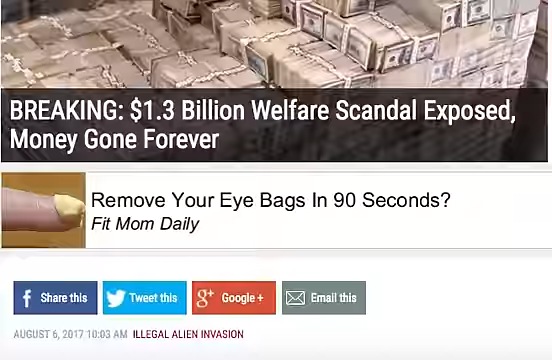 BREAKING: $1.3 Billion Welfare Scandal Exposed,
Money Gone Forever
Remove Your Eye Bags In 90 Seconds?
Fit Mom Daily
Share this
Tweet this
Google +
Email this
AUGUST 6, 2017 10:03 AM ILLEGAL ALIEN INVASION